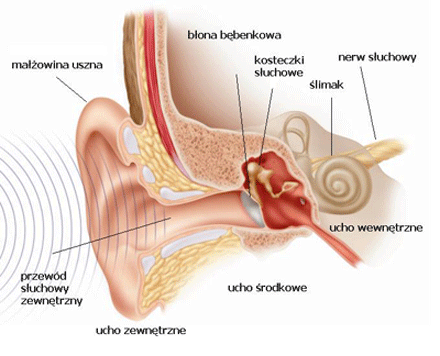 błona bębenkowa
kosteczki
słuchowe
nerw słuchowy
małżowina uszna
ślimak
ucho wewnętrzne
przewód
słuchowy
zewnętrzny
ucho środkowe
ucho zewnętrzne